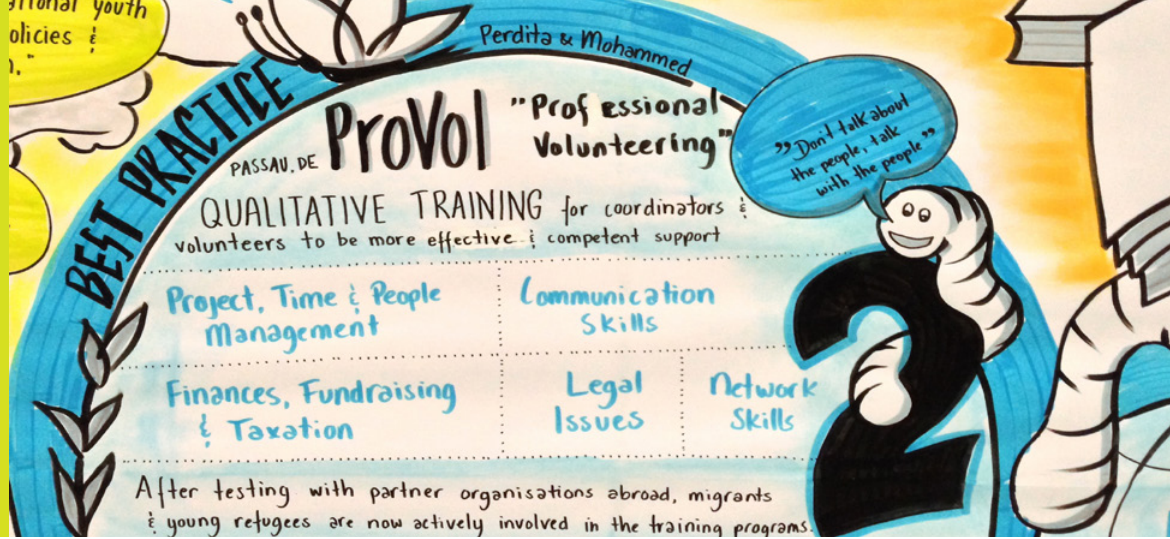 ational youth
olicies &
n."
Perdita & Mohammed
BEST PRACTICE
PASSAU, DE
ProVol
"Professional
Volunteering"
"Don't talk about
the people, talk
with the people"
QUALITATIVE TRAINING for coordinators &
volunteers to be more effective & competent support
Project, Time & People
Management
Communication
Skills
Finances, Fundraising
& Taxation
Legal
Issues
Network
Skills
2
After testing with partner organisations abroad, migrants
& young refugees are now actively involved in the training programs.